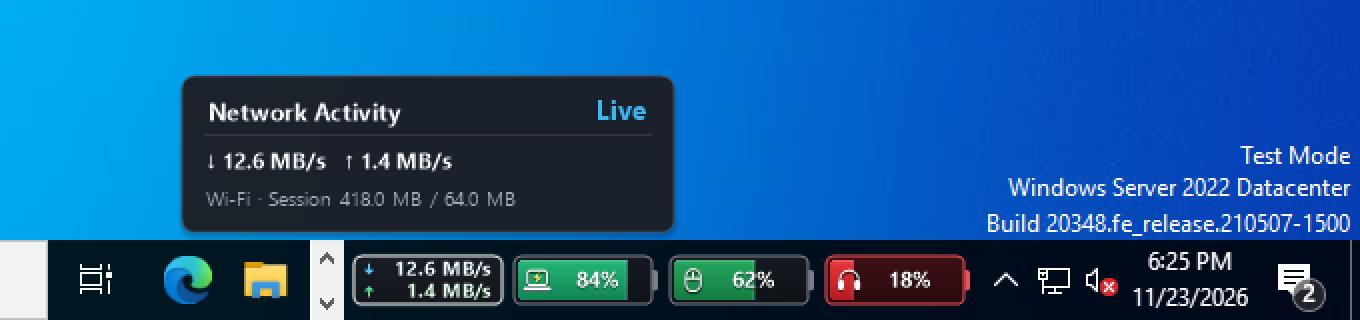 Network Activity Live
↓ 12.6 MB/s ↑ 1.4 MB/s
Wi-Fi · Session 418.0 MB / 64.0 MB
Test Mode
Windows Server 2022 Datacenter
Build 20348.fe_release.210507-1500
↓ 12.6 MB/s
↑ 1.4 MB/s
84%
62%
18%
6:25 PM
11/23/2026
2